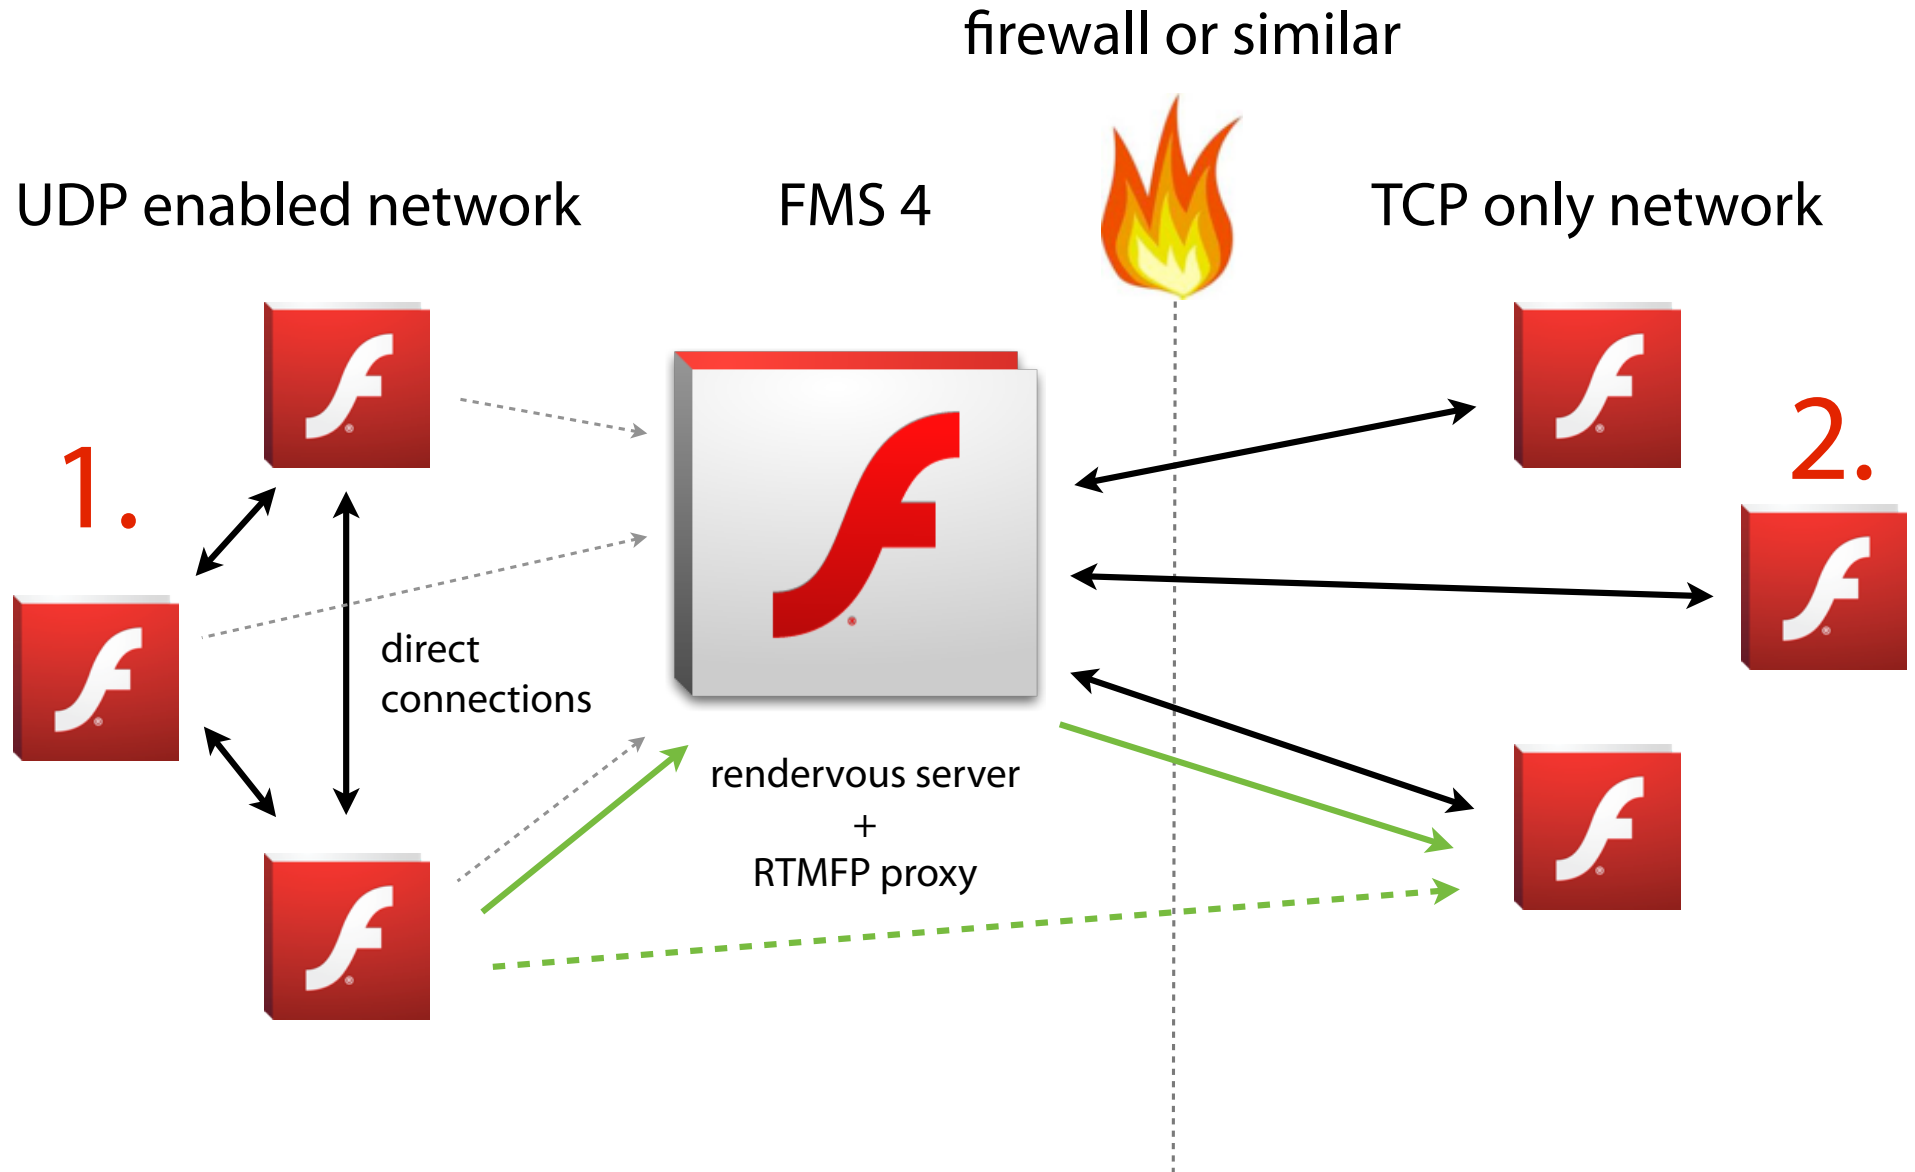 firewall or similar
UDP enabled network
FMS 4
TCP only network
1.
2.
direct
connections
rendervous server
+
RTMFP proxy